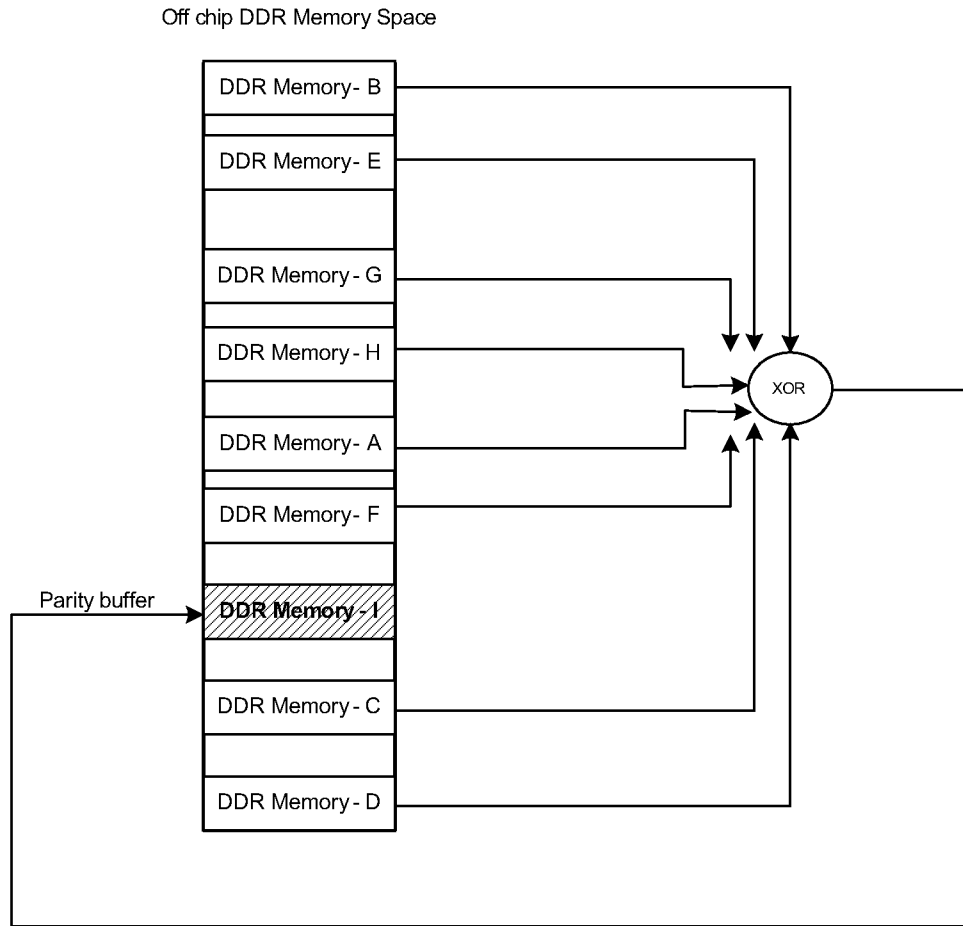 Off chip DDR Memory Space
DDR Memory - B
DDR Memory - E
DDR Memory - G
DDR Memory - H
XOR
DDR Memory - A
DDR Memory - F
Parity buffer
DDR Memory - I
DDR Memory - C
DDR Memory - D